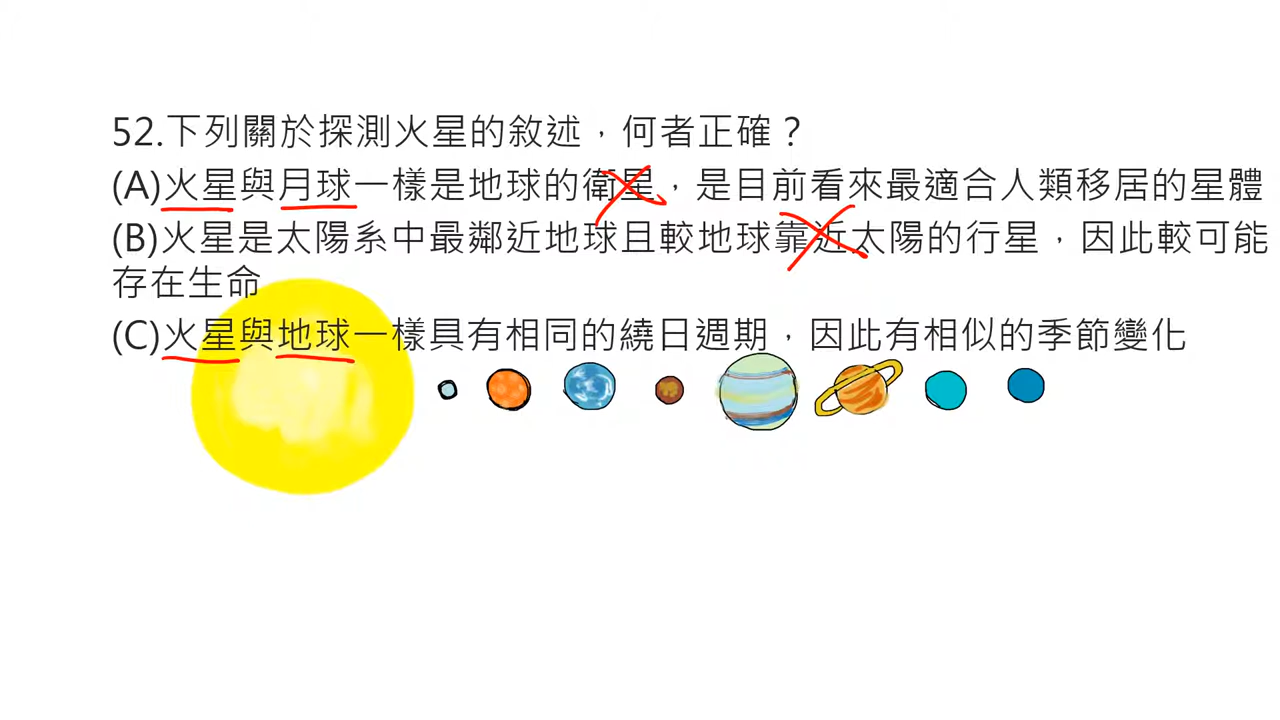 52.下列關於探測火星的敘述，何者正確？
(A)火星與月球一樣是地球的衛星，是目前看來最適合人類移居的星體
(B)火星是太陽系中最鄰近地球且較地球靠近太陽的行星，因此較可能
存在生命
(C)火星與地球一樣具有相同的繞日週期，因此有相似的季節變化